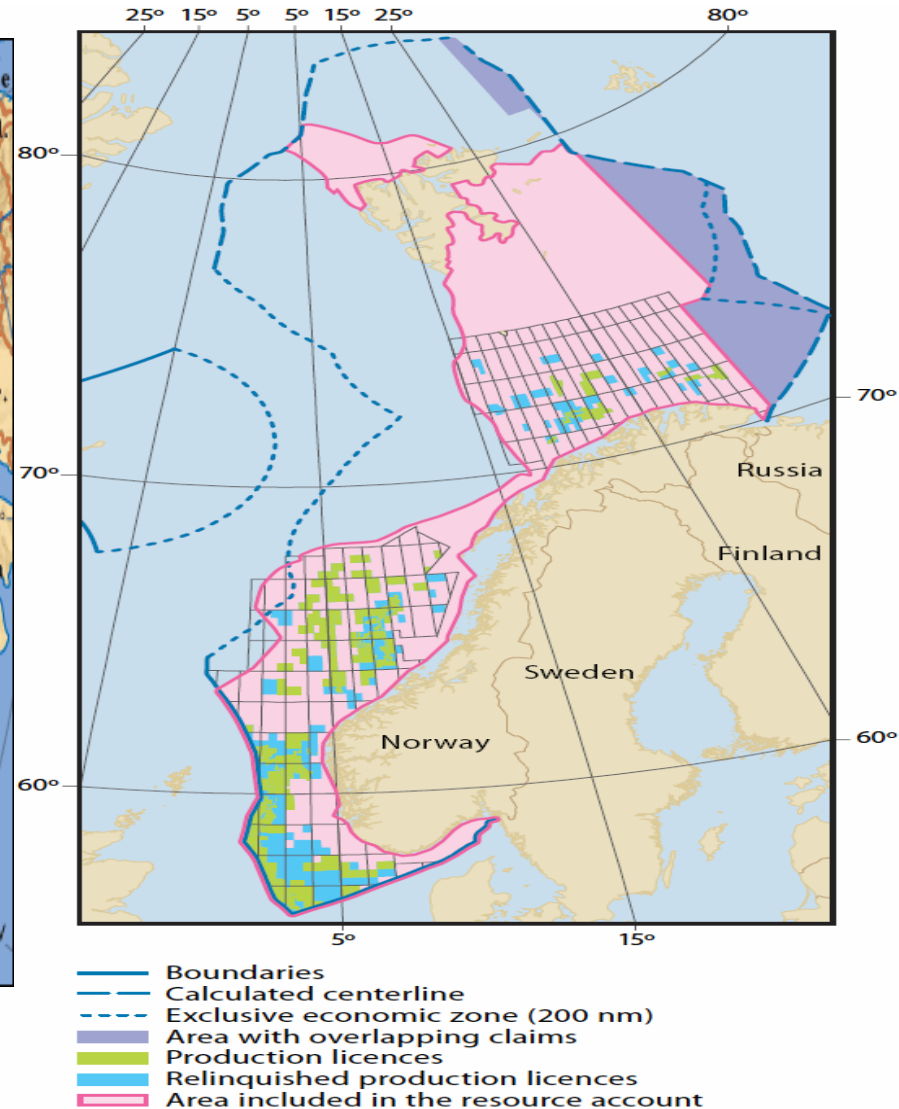 25º 15º 5º 5º 15º 25º 80º
80º
70º
70º
Russia
Finland
Sweden
Norway
60º
60º
5º 15º
Boundaries
Calculated centerline
Exclusive economic zone (200 nm)
Area with overlapping claims
Production licences
Relinquished production licences
Area included in the resource account